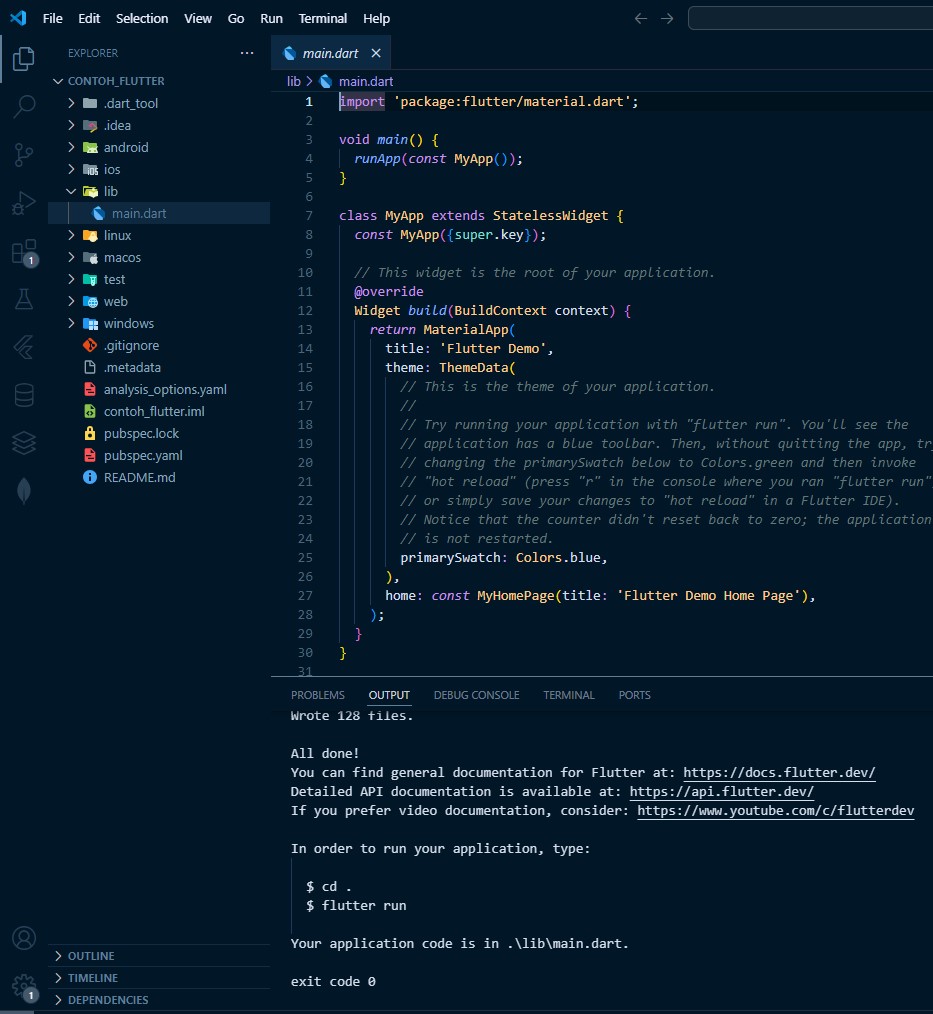 File Edit Selection View Go Run Terminal Help
EXPLORER
CONTOH_FLUTTER
.dart_tool
.idea
android
ios
lib
main.dart
linux
macos
test
web
windows
.gitignore
.metadata
analysis_options.yaml
contoh_flutter.iml
pubspec.lock
pubspec.yaml
README.md
OUTLINE
TIMELINE
DEPENDENCIES
1
1
main.dart
lib > main.dart
1 import 'package:flutter/material.dart';
2
3 void main() {
4 runApp(const MyApp());
5 }
6
7 class MyApp extends StatelessWidget {
8 const MyApp({super.key});
9
10 // This widget is the root of your application.
11 @override
12 Widget build(BuildContext context) {
13 return MaterialApp(
14 title: 'Flutter Demo',
15 theme: ThemeData(
16 // This is the theme of your application.
17 //
18 // Try running your application with "flutter run". You'll see the
19 // application has a blue toolbar. Then, without quitting the app, tr
20 // changing the primarySwatch below to Colors.green and then invoke
21 // "hot reload" (press "r" in the console where you ran "flutter run"
22 // or simply save your changes to "hot reload" in a Flutter IDE).
23 // Notice that the counter didn't reset back to zero; the application
24 // is not restarted.
25 primarySwatch: Colors.blue,
26 ),
27 home: const MyHomePage(title: 'Flutter Demo Home Page'),
28 );
29 }
30 }
31
PROBLEMS OUTPUT DEBUG CONSOLE TERMINAL PORTS
Wrote 128 files.
All done!
You can find general documentation for Flutter at: https://docs.flutter.dev/
Detailed API documentation is available at: https://api.flutter.dev/
If you prefer video documentation, consider: https://www.youtube.com/c/flutterdev
In order to run your application, type:
$ cd .
$ flutter run
Your application code is in .\lib\main.dart.
exit code 0